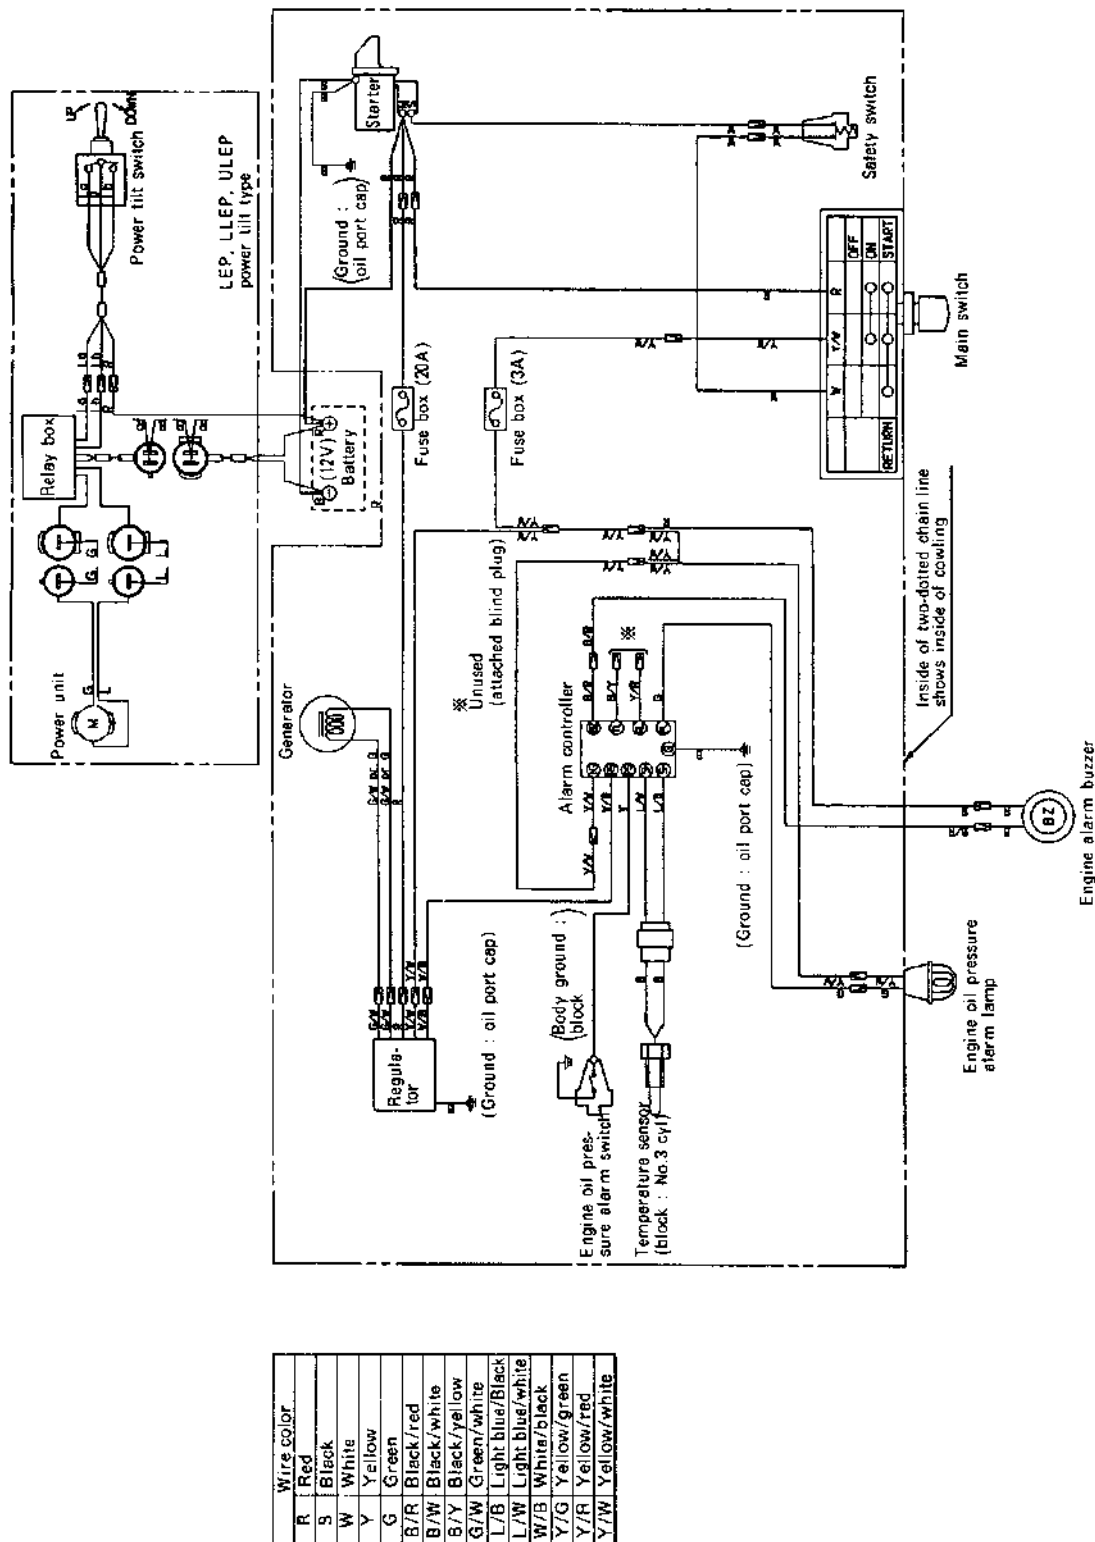 UP
DOWN
Power tilt switch
LEP, LLEP, ULEP
power tilt type
Relay box
Power unit
M
G
L
G
G
L
L
Starter
(Ground :
oil port cap)
Safety switch
Fuse box (20A)
Fuse box (3A)
(12V)
Battery
R
Main switch
R
Y/W
W
OFF
ON
START
RETURN
Generator
※ Unused
(attached blind plug)
※
Alarm controller
B/R
B/R
B/Y
Y/R
G
Y/W
Y/W
Y
L/W
L/B
(Ground : oil port cap)
Inside of two-dotted chain line
shows inside of cowling
BZ
Engine alarm buzzer
Engine oil pressure
alarm lamp
Regula-
tor
(Ground : oil port cap)
(Body ground :
block)
Engine oil pres-
sure alarm switch
Temperature sensor
(block : No.3 cyl)
Wire color
R Red
B Black
W White
Y Yellow
G Green
B/R Black/red
B/W Black/white
B/Y Black/yellow
G/W Green/white
L/B Light blue/Black
L/W Light blue/white
W/B White/black
Y/G Yellow/green
Y/R Yellow/red
Y/W Yellow/white